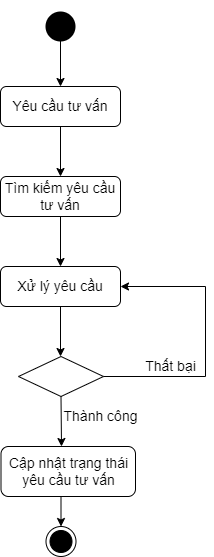 Yêu cầu tư vấn
Tìm kiếm yêu cầu
tư vấn
Xử lý yêu cầu
Thất bại
Thành công
Cập nhật trạng thái
yêu cầu tư vấn